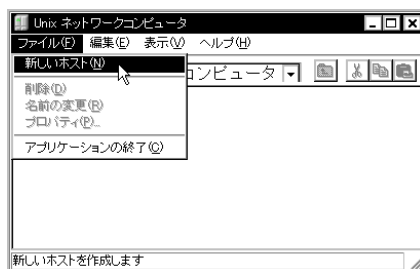 Unix ネットワークコンピュータ
ファイル(F) 編集(E) 表示(V) ヘルプ(H)
新しいホスト(N)
コンピュータ
削除(D)
名前の変更(R)
プロパティ(P)...
アプリケーションの終了(C)
新しいホストを作成します